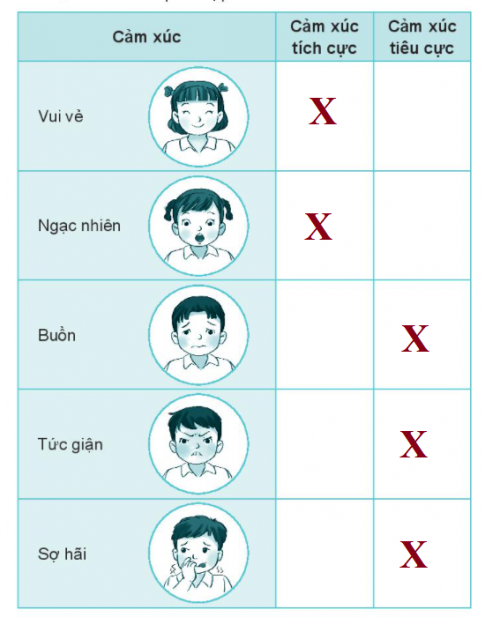 Cảm xúc
Cảm xúc
tích cực
Cảm xúc
tiêu cực
Vui vẻ
X
Ngạc nhiên
X
Buồn
X
Tức giận
X
Sợ hãi
X